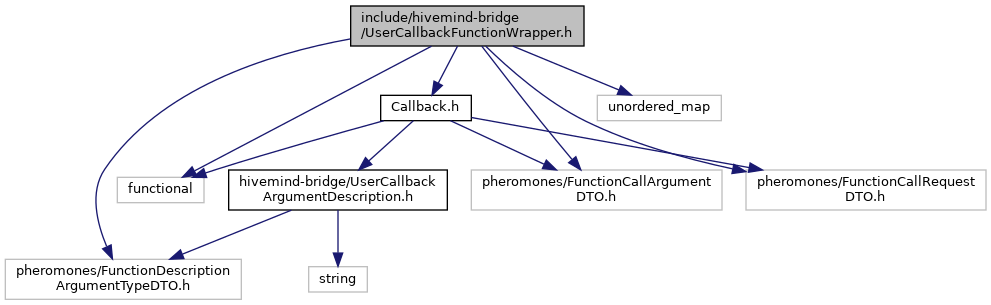 include/hivemind-bridge
/UserCallbackFunctionWrapper.h
Callback.h
unordered_map
functional
hivemind-bridge/UserCallback
ArgumentDescription.h
pheromones/FunctionCallArgument
DTO.h
pheromones/FunctionCallRequest
DTO.h
pheromones/FunctionDescription
ArgumentTypeDTO.h
string